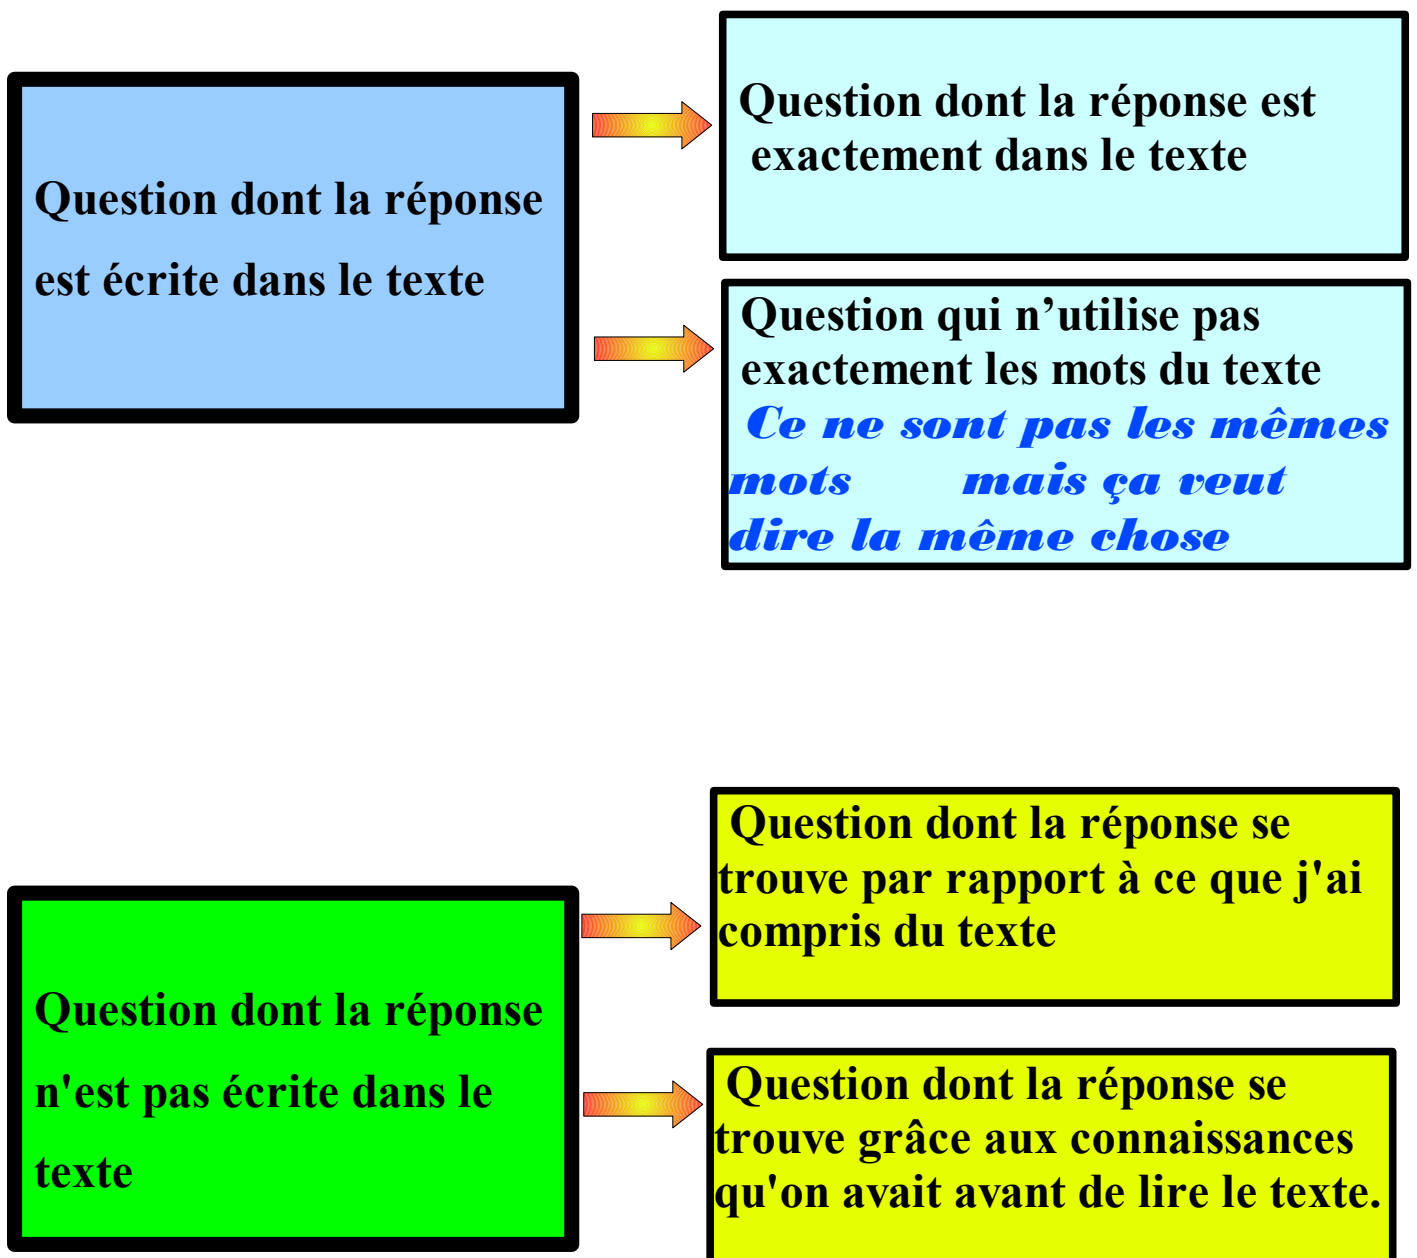 Question dont la réponse
est écrite dans le texte
Question dont la réponse est
exactement dans le texte
Question qui n’utilise pas
exactement les mots du texte
Ce ne sont pas les mêmes
mots mais ça veut
dire la même chose
Question dont la réponse
n'est pas écrite dans le
texte
Question dont la réponse se
trouve par rapport à ce que j'ai
compris du texte
Question dont la réponse se
trouve grâce aux connaissances
qu'on avait avant de lire le texte.